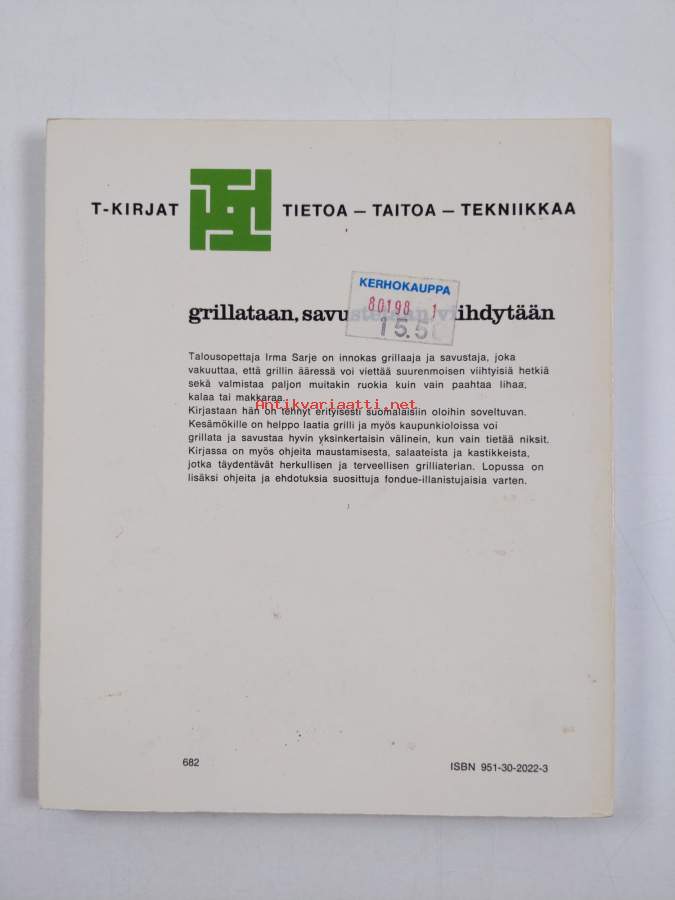 T-KIRJAT TIETOA – TAITOA – TEKNIIKKAA
KERHOKAUPPA
80198 1
15.5
grillataan, savustetaan, viihdytään
Talousopettaja Irma Sarje on innokas grillaaja ja savustaja, joka
vakuuttaa, että grillin ääressä voi viettää suurenmoisen viihtyisiä hetkiä
sekä valmistaa paljon muitakin ruokia kuin vain paahtaa lihaa,
kalaa tai makkaraa.
Antikvariaatti.net
Kirjastaan hän on tehnyt erityisesti suomalaisiin oloihin soveltuvan.
Kesämökille on helppo laatia grilli ja myös kaupunkioloissa voi
grillata ja savustaa hyvin yksinkertaisin välinein, kun vain tietää niksit.
Kirjassa on myös ohjeita maustamisesta, salaateista ja kastikkeista,
jotka täydentävät herkullisen ja terveellisen grilliaterian. Lopussa on
lisäksi ohjeita ja ehdotuksia suosittuja fondue-illanistujaisia varten.
682
ISBN 951-30-2022-3